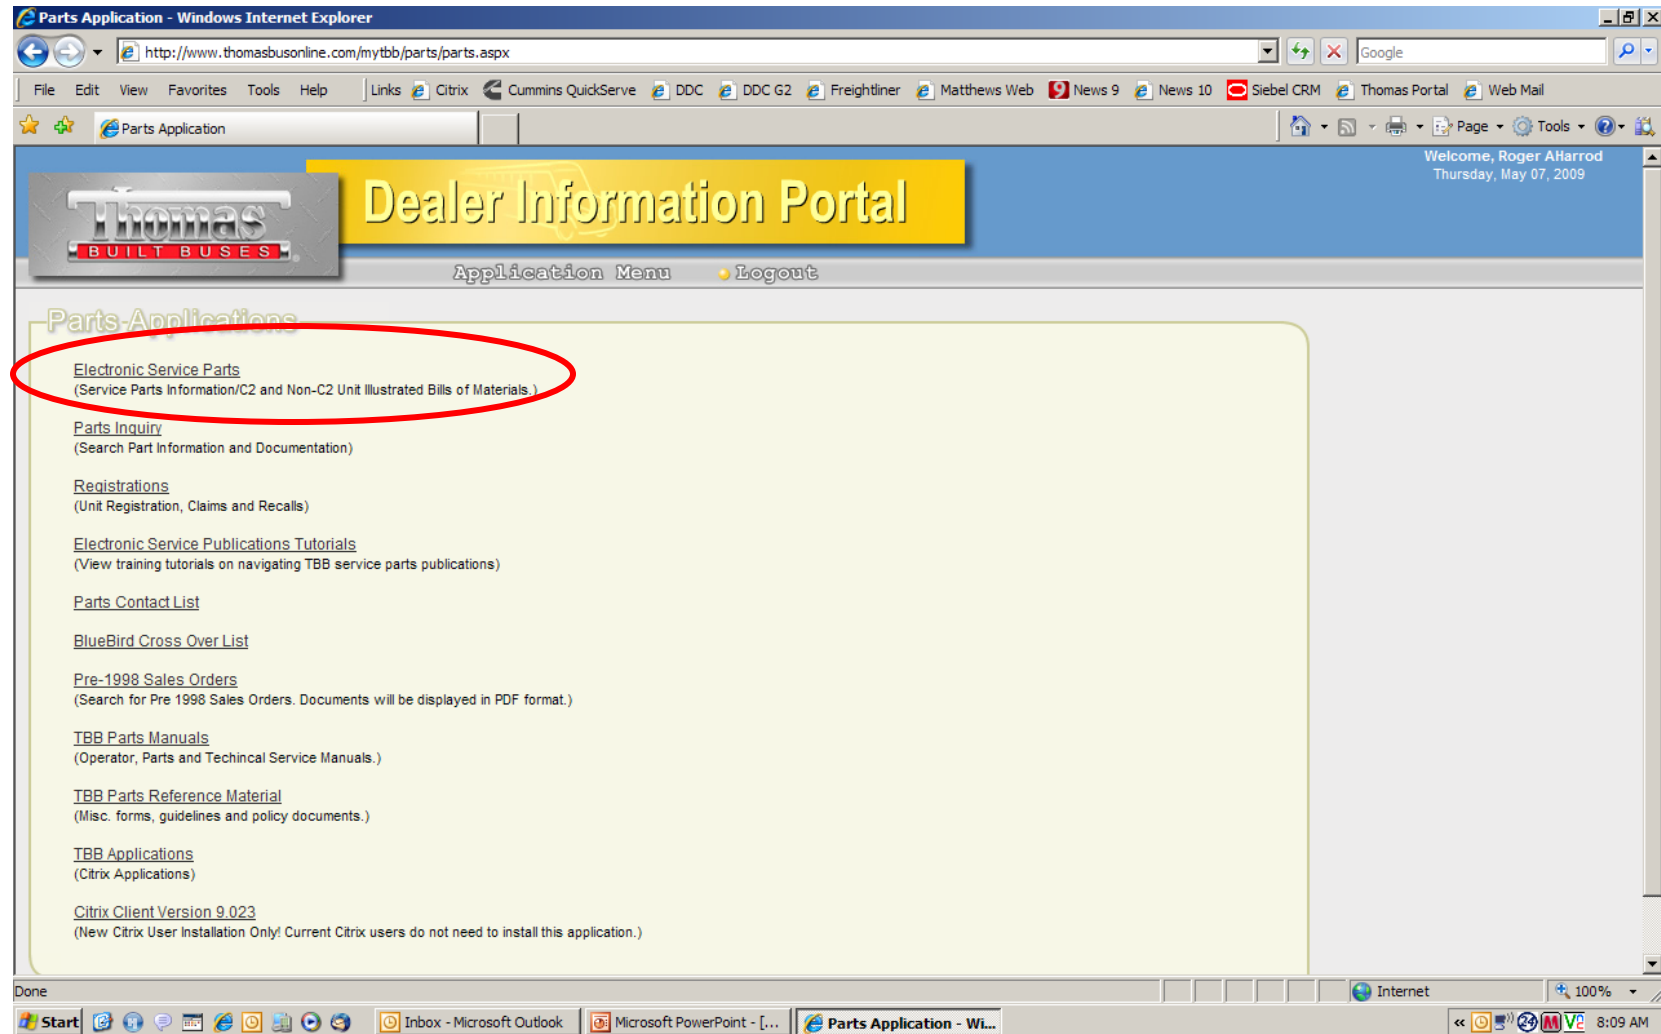 Parts Application - Windows Internet Explorer
http://www.thomasbusonline.com/mytbb/parts/parts.aspx
Google
File Edit View Favorites Tools Help Links Citrix Cummins QuickServe DDC DDC G2 Freightliner Matthews Web 9 News 9 News 10 Siebel CRM Thomas Portal Web Mail
Parts Application
Page Tools
Welcome, Roger AHarrod
Thursday, May 07, 2009
Thomas
BUILT BUSES
Dealer Information Portal
Application Menu Logout
Parts-Applications
Electronic Service Parts
(Service Parts Information/C2 and Non-C2 Unit Illustrated Bills of Materials.)
Parts Inquiry
(Search Part Information and Documentation)
Registrations
(Unit Registration, Claims and Recalls)
Electronic Service Publications Tutorials
(View training tutorials on navigating TBB service parts publications)
Parts Contact List
BlueBird Cross Over List
Pre-1998 Sales Orders
(Search for Pre 1998 Sales Orders. Documents will be displayed in PDF format.)
TBB Parts Manuals
(Operator, Parts and Techincal Service Manuals.)
TBB Parts Reference Material
(Misc. forms, guidelines and policy documents.)
TBB Applications
(Citrix Applications)
Citrix Client Version 9.023
(New Citrix User Installation Only! Current Citrix users do not need to install this application.)
Done
Internet
100%
Start
Inbox - Microsoft Outlook
Microsoft PowerPoint - [...
Parts Application - Wi...
8:09 AM